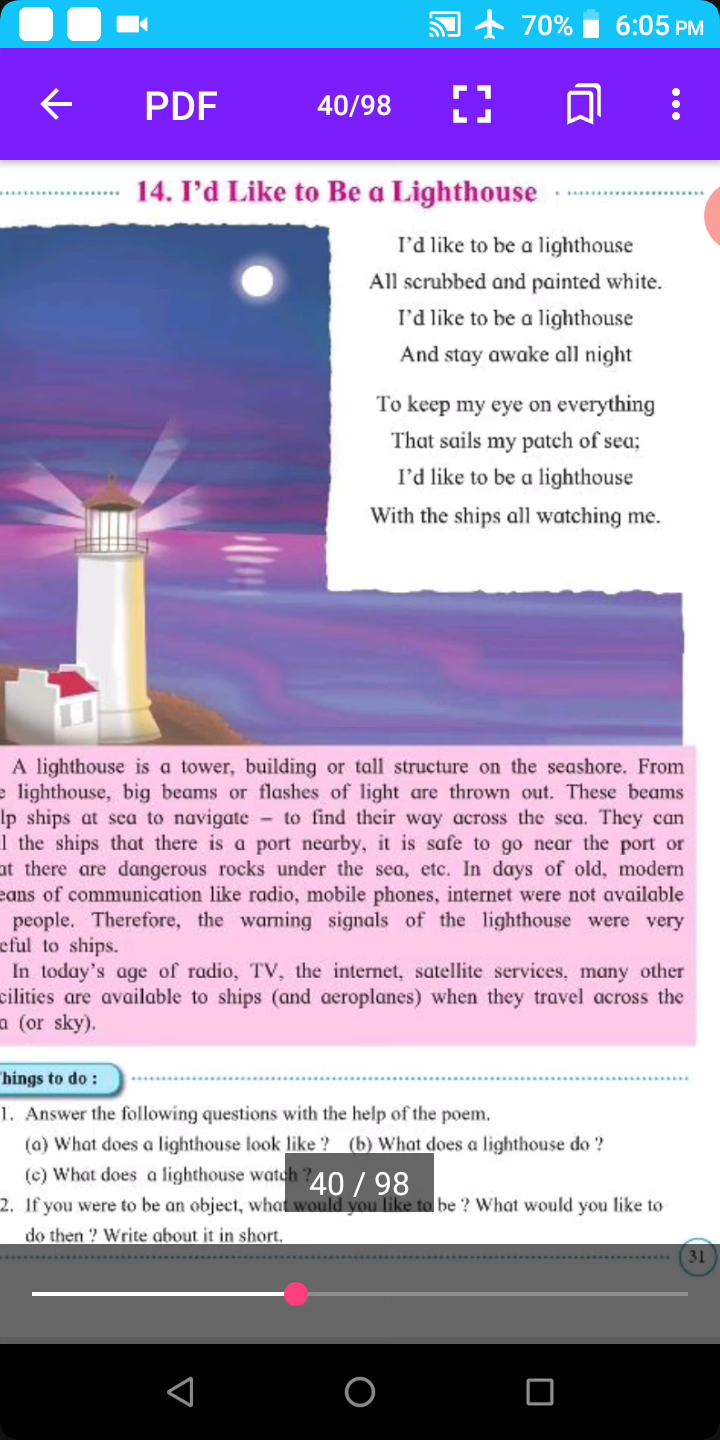 70% 6:05 PM
PDF 40/98
14. I'd Like to Be a Lighthouse
I'd like to be a lighthouse
All scrubbed and painted white.
I'd like to be a lighthouse
And stay awake all night
To keep my eye on everything
That sails my patch of sea;
I'd like to be a lighthouse
With the ships all watching me.
A lighthouse is a tower, building or tall structure on the seashore. From
e lighthouse, big beams or flashes of light are thrown out. These beams
lp ships at sea to navigate – to find their way across the sea. They can
l the ships that there is a port nearby, it is safe to go near the port or
at there are dangerous rocks under the sea, etc. In days of old, modern
eans of communication like radio, mobile phones, internet were not available
people. Therefore, the warning signals of the lighthouse were very
eful to ships.
In today's age of radio, TV, the internet, satellite services, many other
cilities are available to ships (and aeroplanes) when they travel across the
a (or sky).
hings to do :
1. Answer the following questions with the help of the poem.
(a) What does a lighthouse look like ? (b) What does a lighthouse do ?
(c) What does a lighthouse watch ?
40 / 98
2. If you were to be an object, what would you like to be ? What would you like to
do then ? Write about it in short.
31